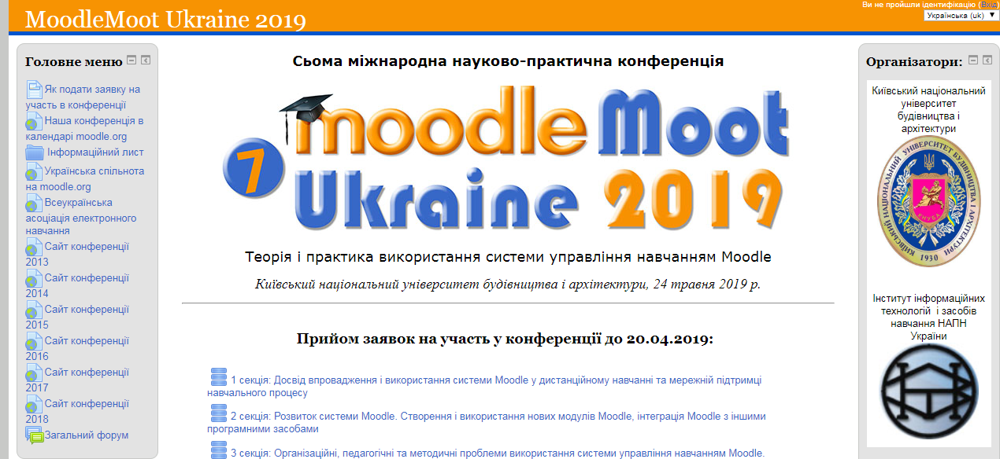 MoodleMoot Ukraine 2019
Ви не пройшли ідентифікацію (Вхід)
Українська (uk)
Головне меню
Як подати заявку на
участь в конференції
Наша конференція в
календарі moodle.org
Інформаційний лист
Українська спільнота
на moodle.org
Всеукраїнська
асоціація електронного
навчання
Сайт конференції
2013
Сайт конференції
2014
Сайт конференції
2015
Сайт конференції
2016
Сайт конференції
2017
Сайт конференції
2018
Загальний форум
Сьома міжнародна науково-практична конференція
moodle Moot
7 Ukraine 2019
Теорія і практика використання системи управління навчанням Moodle
Київський національний університет будівництва і архітектури, 24 травня 2019 р.
Прийом заявок на участь у конференції до 20.04.2019:
1 секція: Досвід впровадження і використання системи Moodle у дистанційному навчанні та мережній підтримці
навчального процесу
2 секція: Розвиток системи Moodle. Створення і використання нових модулів Moodle, інтеграція Moodle з іншими
програмними засобами
3 секція: Організаційні, педагогічні та методичні проблеми використання системи управління навчанням Moodle.
Організатори:
Київський національний
університет
будівництва і
архітектури
КИЇВСЬКИЙ НАЦІОНАЛЬНИЙ УНІВЕРСИТЕТ БУДІВНИЦТВА І АРХІТЕКТУРИ
КНУБА
1930
Інститут інформаційних
технологій і засобів
навчання НАПН
України